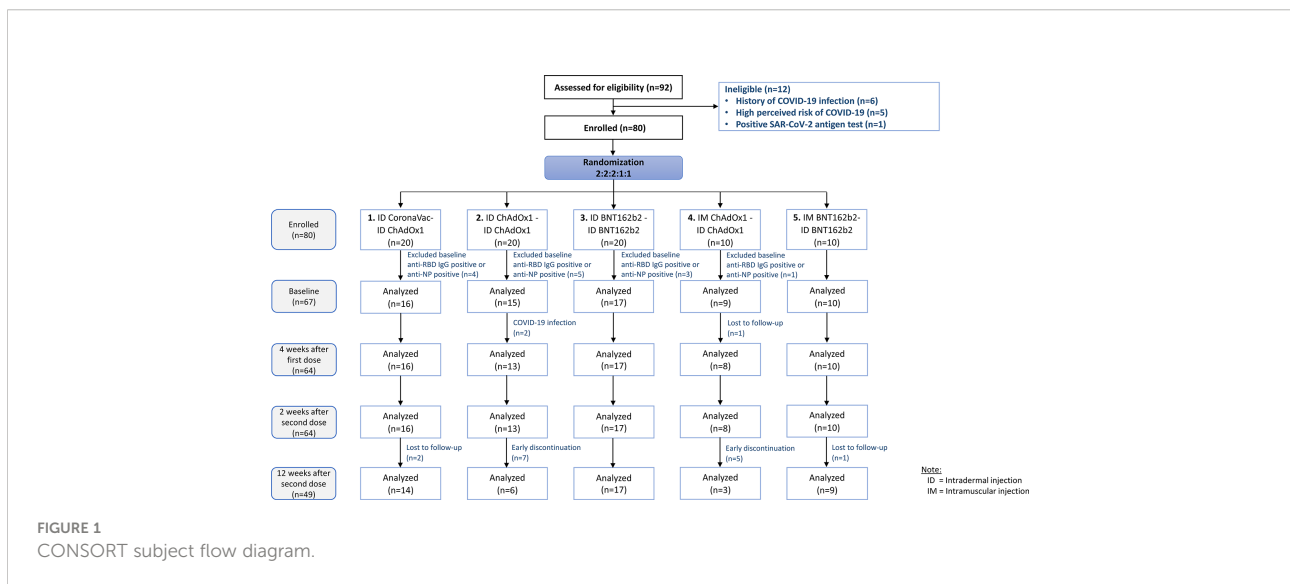 Assessed for eligibility (n=92)
Ineligible (n=12)
• History of COVID-19 infection (n=6)
• High perceived risk of COVID-19 (n=5)
• Positive SAR-CoV-2 antigen test (n=1)
Enrolled (n=80)
Randomization
2:2:2:1:1
Enrolled
(n=80)
1. ID CoronaVac-
ID ChAdOx1
(n=20)
2. ID ChAdOx1 -
ID ChAdOx1
(n=20)
3. ID BNT162b2 -
ID BNT162b2
(n=20)
4. IM ChAdOx1 -
ID ChAdOx1
(n=10)
5. IM BNT162b2-
ID BNT162b2
(n=10)
Excluded baseline
anti-RBD IgG positive or
anti-NP positive (n=4)
Excluded baseline
anti-RBD IgG positive or
anti-NP positive (n=5)
Excluded baseline
anti-RBD IgG positive or
anti-NP positive (n=3)
Excluded baseline
anti-RBD IgG positive or
anti-NP positive (n=1)
Baseline
(n=67)
Analyzed
(n=16)
Analyzed
(n=15)
Analyzed
(n=17)
Analyzed
(n=9)
Analyzed
(n=10)
COVID-19 infection
(n=2)
Lost to follow-up
(n=1)
4 weeks after
first dose
(n=64)
Analyzed
(n=16)
Analyzed
(n=13)
Analyzed
(n=17)
Analyzed
(n=8)
Analyzed
(n=10)
2 weeks after
second dose
(n=64)
Analyzed
(n=16)
Analyzed
(n=13)
Analyzed
(n=17)
Analyzed
(n=8)
Analyzed
(n=10)
Lost to follow-up
(n=2)
Early discontinuation
(n=7)
Early discontinuation
(n=5)
Lost to follow-up
(n=1)
12 weeks after
second dose
(n=49)
Analyzed
(n=14)
Analyzed
(n=6)
Analyzed
(n=17)
Analyzed
(n=3)
Analyzed
(n=9)
Note:
ID = Intradermal injection
IM = Intramuscular injection
FIGURE 1
CONSORT subject flow diagram.